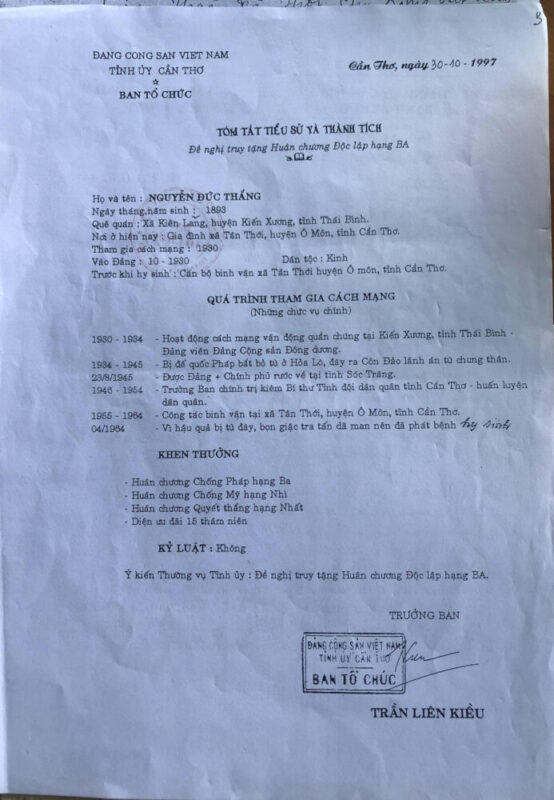 3
ĐẢNG CỘNG SẢN VIỆT NAM
TỈNH ỦY CẦN THƠ
BAN TỔ CHỨC
Cần Thơ, ngày 30-10-1997
TÓM TẮT TIỂU SỬ VÀ THÀNH TÍCH
Đề nghị truy tặng Huân chương Độc lập hạng BA
Họ và tên : NGUYỄN ĐỨC THẮNG
Ngày tháng năm sinh : 1893
Quê quán : Xã Kiên Lăng, huyện Kiến Xương, tỉnh Thái Bình.
Nơi ở hiện nay : Gia đình xã Tân Thới, huyện Ô Môn, tỉnh Cần Thơ.
Tham gia cách mạng : 1930
Vào Đảng : 10 - 1930 Dân tộc : Kinh
Trước khi hy sinh : Cán bộ binh vận xã Tân Thới huyện Ô môn, tỉnh Cần Thơ.
QUÁ TRÌNH THAM GIA CÁCH MẠNG
(Những chức vụ chính)
1930 - 1934 - Hoạt động cách mạng vận động quần chúng tại Kiến Xương, tỉnh Thái Bình -
Đảng viên Đảng Cộng sản Đông dương.
1934 - 1945 - Bị đế quốc Pháp bắt bỏ tù ở Hỏa Lò, đày ra Côn Đảo lãnh án tù chung thân.
23/8/1945 - Được Đảng + Chính phủ rước về tại tỉnh Sóc Trăng.
1946 - 1954 - Trưởng Ban chính trị kiêm Bí thư Tỉnh đội dân quân tỉnh Cần Thơ - huấn luyện
dân quân.
1955 - 1964 - Công tác binh vận tại xã Tân Thới, huyện Ô Môn, tỉnh Cần Thơ.
04/1964 - Vì hậu quả bị tù đày, bọn giặc tra tấn dã man nên đã phát bệnh hy sinh
KHEN THƯỞNG
- Huân chương Chống Pháp hạng Ba
- Huân chương Chống Mỹ hạng Nhì
- Huân chương Quyết thắng hạng Nhất
- Diện ưu đãi 15 thâm niên
KỶ LUẬT : Không
Ý kiến Thường vụ Tỉnh ủy : Đề nghị truy tặng Huân chương Độc lập hạng BA.
TRƯỞNG BAN
ĐẢNG CỘNG SẢN VIỆT NAM
TỈNH ỦY CẦN THƠ
BAN TỔ CHỨC
TRẦN LIÊN KIỀU